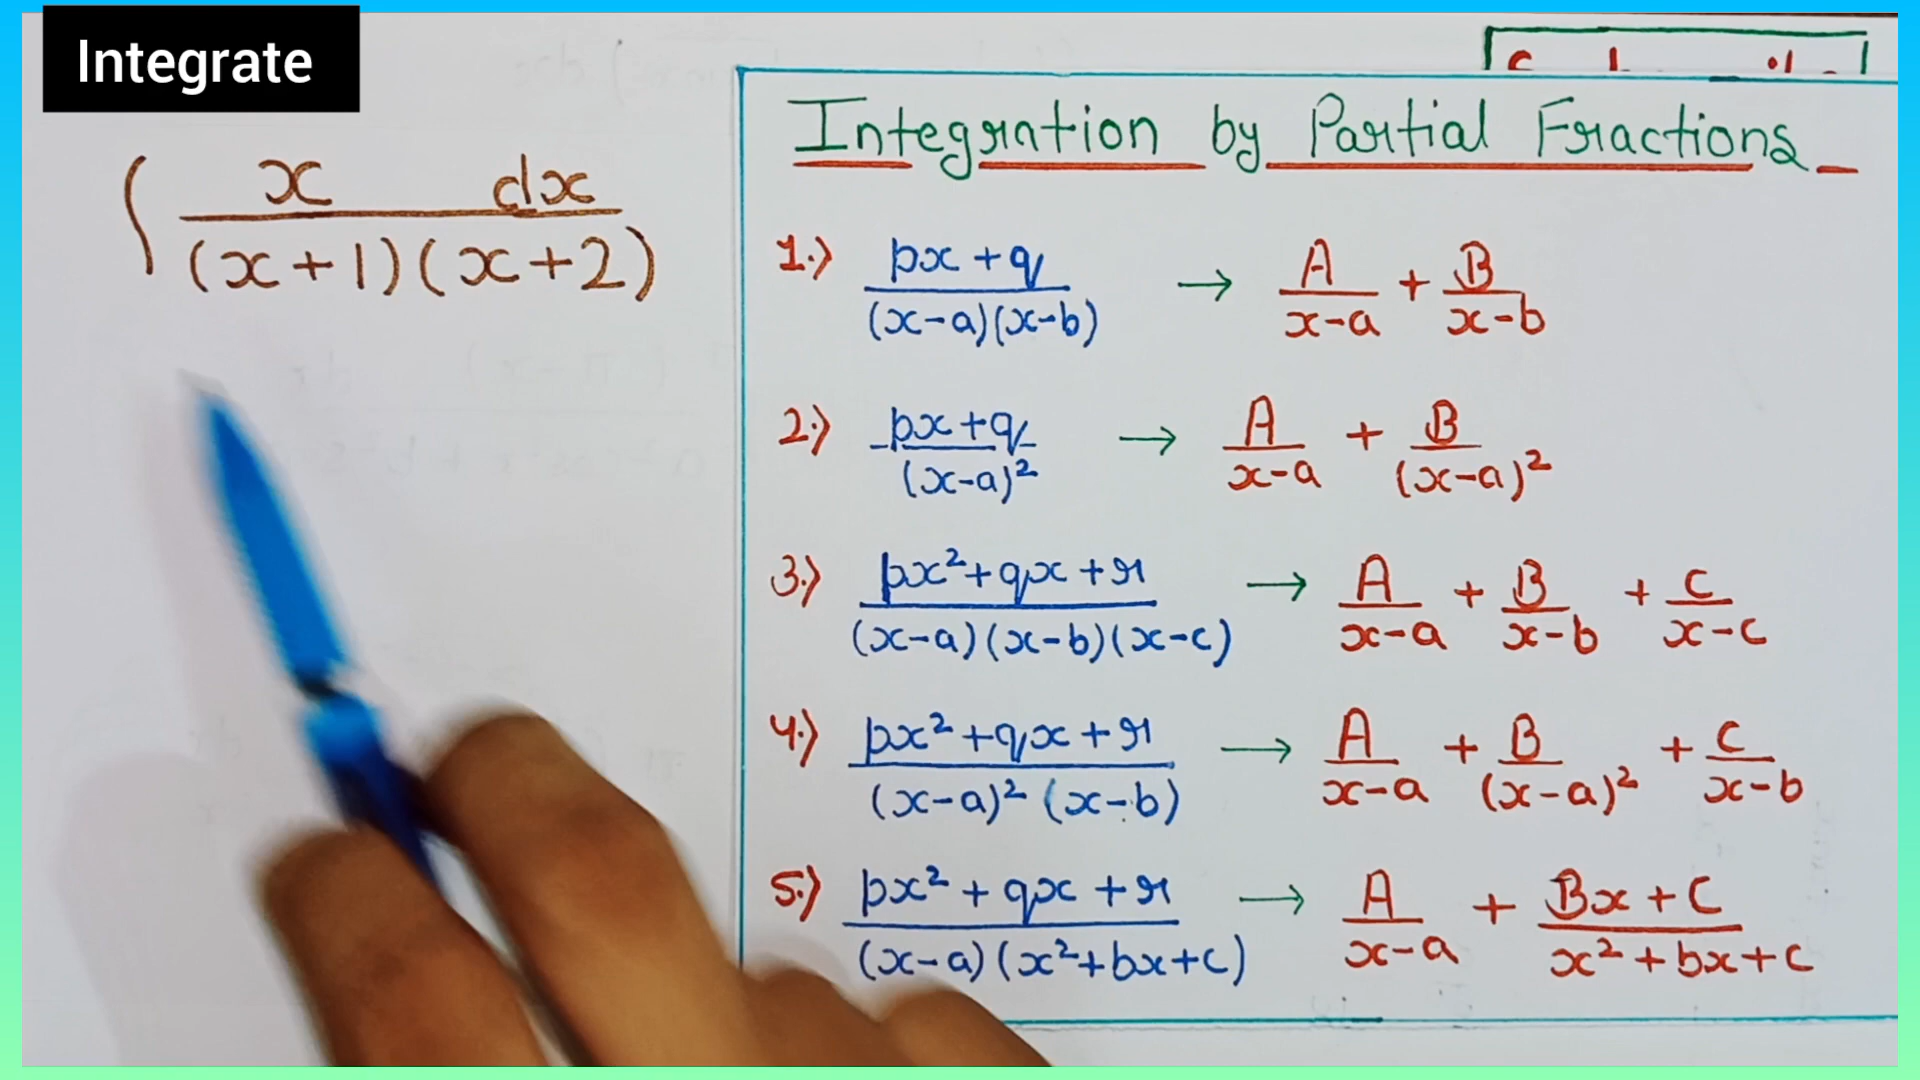 Integrate
∫ x dx / (x+1)(x+2)
Integration by Partial Fractions
1.) px+q / (x-a)(x-b) → A / x-a + B / x-b
2.) px+q / (x-a)² → A / x-a + B / (x-a)²
3.) px²+qx+r / (x-a)(x-b)(x-c) → A / x-a + B / x-b + C / x-c
4.) px²+qx+r / (x-a)²(x-b) → A / x-a + B / (x-a)² + C / x-b
5.) px²+qx+r / (x-a)(x²+bx+c) → A / x-a + Bx+C / x²+bx+c